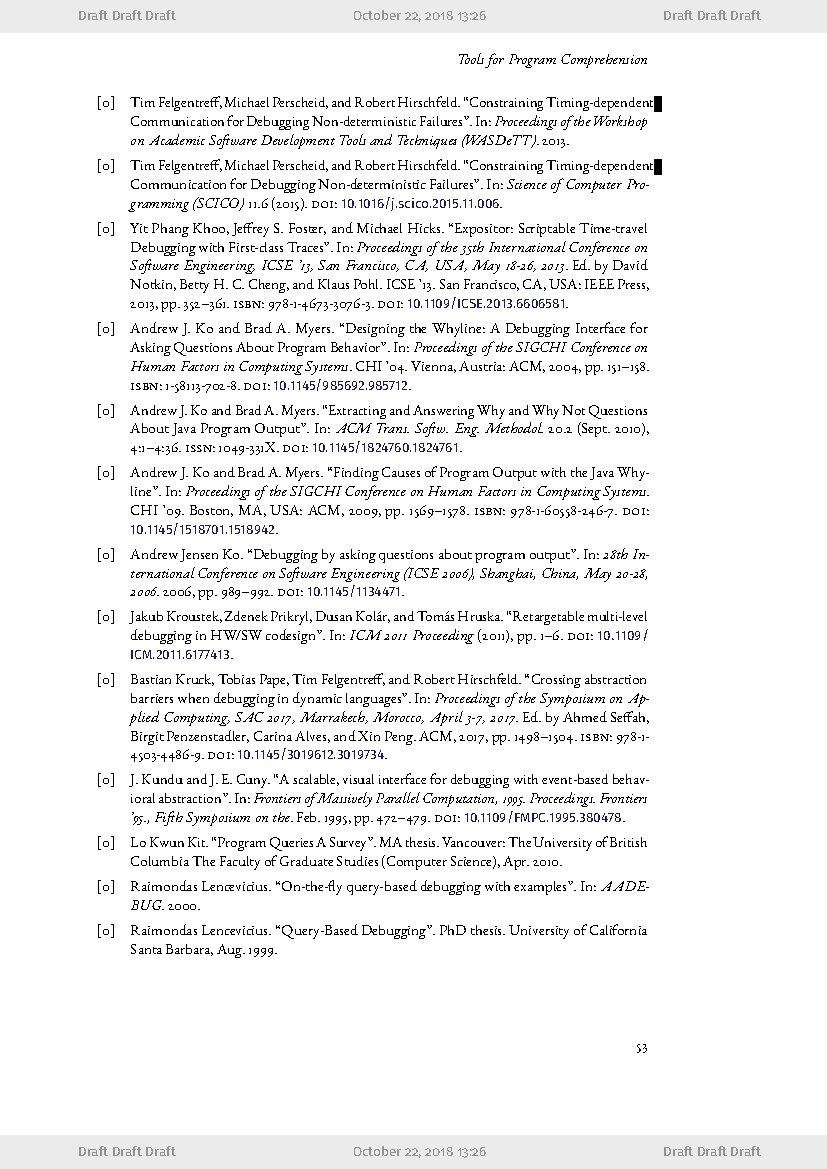 Draft Draft Draft October 22, 2018 13:26 Draft Draft Draft
Tools for Program Comprehension
[0] Tim Felgentreff, Michael Perscheid, and Robert Hirschfeld. “Constraining Timing-dependent
Communication for Debugging Non-deterministic Failures”. In: Proceedings of the Workshop
on Academic Software Development Tools and Techniques (WASDeTT). 2013.
[0] Tim Felgentreff, Michael Perscheid, and Robert Hirschfeld. “Constraining Timing-dependent
Communication for Debugging Non-deterministic Failures”. In: Science of Computer Pro-
gramming (SCICO) 11.6 (2015). DOI: 10.1016/j.scico.2015.11.006.
[0] Yit Phang Khoo, Jeffrey S. Foster, and Michael Hicks. “Expositor: Scriptable Time-travel
Debugging with First-class Traces”. In: Proceedings of the 35th International Conference on
Software Engineering, ICSE ’13, San Francisco, CA, USA, May 18-26, 2013. Ed. by David
Notkin, Betty H. C. Cheng, and Klaus Pohl. ICSE ’13. San Francisco, CA, USA: IEEE Press,
2013, pp. 352–361. ISBN: 978-1-4673-3076-3. DOI: 10.1109/ICSE.2013.6606581.
[0] Andrew J. Ko and Brad A. Myers. “Designing the Whyline: A Debugging Interface for
Asking Questions About Program Behavior”. In: Proceedings of the SIGCHI Conference on
Human Factors in Computing Systems. CHI ’04. Vienna, Austria: ACM, 2004, pp. 151–158.
ISBN: 1-58113-702-8. DOI: 10.1145/985692.985712.
[0] Andrew J. Ko and Brad A. Myers. “Extracting and Answering Why and Why Not Questions
About Java Program Output”. In: ACM Trans. Softw. Eng. Methodol. 20.2 (Sept. 2010),
4:1–4:36. ISSN: 1049-331X. DOI: 10.1145/1824760.1824761.
[0] Andrew J. Ko and Brad A. Myers. “Finding Causes of Program Output with the Java Why-
line”. In: Proceedings of the SIGCHI Conference on Human Factors in Computing Systems.
CHI ’09. Boston, MA, USA: ACM, 2009, pp. 1569–1578. ISBN: 978-1-60558-246-7. DOI:
10.1145/1518701.1518942.
[0] Andrew Jensen Ko. “Debugging by asking questions about program output”. In: 28th In-
ternational Conference on Software Engineering (ICSE 2006), Shanghai, China, May 20-28,
2006. 2006, pp. 989–992. DOI: 10.1145/1134471.
[0] Jakub Kroustek, Zdenek Prikryl, Dusan Kolár, and Tomás Hruska. “Retargetable multi-level
debugging in HW/SW codesign”. In: ICM 2011 Proceeding (2011), pp. 1–6. DOI: 10.1109/
ICM.2011.6177413.
[0] Bastian Kruck, Tobias Pape, Tim Felgentreff, and Robert Hirschfeld. “Crossing abstraction
barriers when debugging in dynamic languages”. In: Proceedings of the Symposium on Ap-
plied Computing, SAC 2017, Marrakech, Morocco, April 3-7, 2017. Ed. by Ahmed Seffah,
Birgit Penzenstadler, Carina Alves, and Xin Peng. ACM, 2017, pp. 1498–1504. ISBN: 978-1-
4503-4486-9. DOI: 10.1145/3019612.3019734.
[0] J. Kundu and J. E. Cuny. “A scalable, visual interface for debugging with event-based behav-
ioral abstraction”. In: Frontiers of Massively Parallel Computation, 1995. Proceedings. Frontiers
’95., Fifth Symposium on the. Feb. 1995, pp. 472–479. DOI: 10.1109/FMPC.1995.380478.
[0] Lo Kwun Kit. “Program Queries A Survey”. MA thesis. Vancouver: The University of British
Columbia The Faculty of Graduate Studies (Computer Science), Apr. 2010.
[0] Raimondas Lencevicius. “On-the-fly query-based debugging with examples”. In: AADE-
BUG. 2000.
[0] Raimondas Lencevicius. “Query-Based Debugging”. PhD thesis. University of California
Santa Barbara, Aug. 1999.
53
Draft Draft Draft October 22, 2018 13:26 Draft Draft Draft